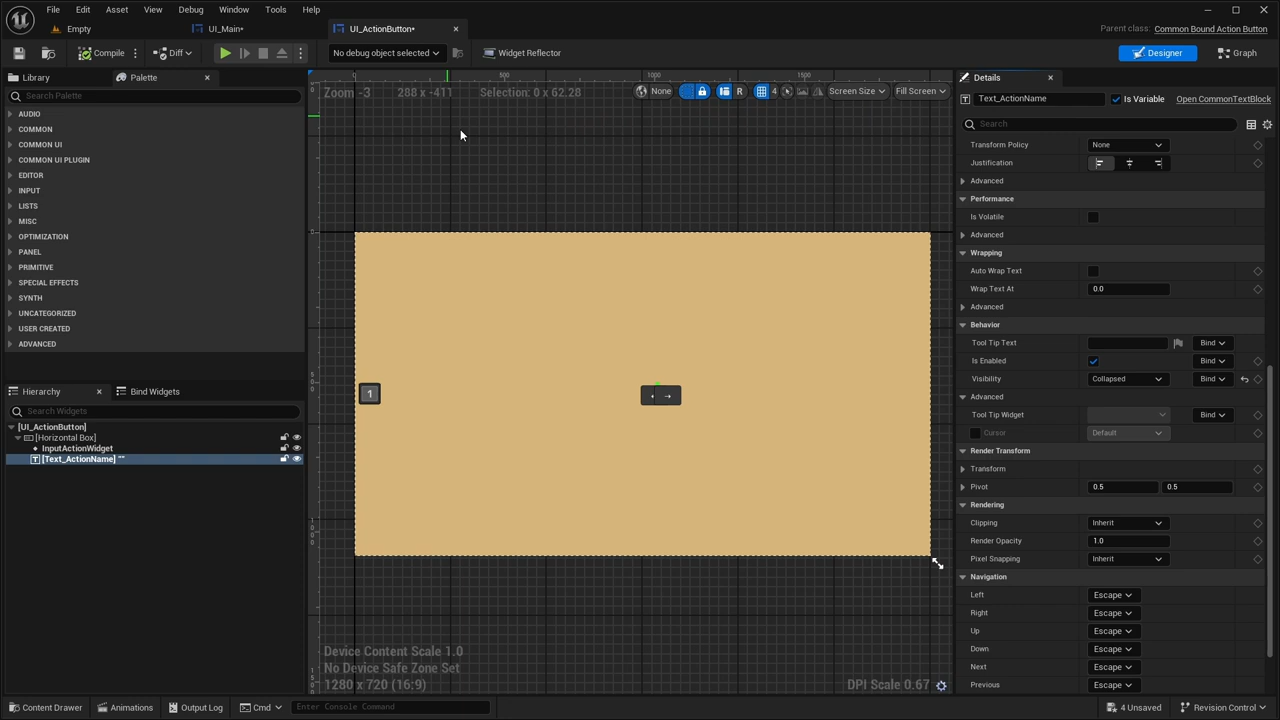 File Edit Asset View Debug Window Tools Help
Empty UI_Main* UI_ActionButton* Parent class: Common Bound Action Button
Compile Diff No debug object selected Widget Reflector Designer Graph
Library Palette
Search Palette
AUDIO
COMMON
COMMON UI
COMMON UI PLUGIN
EDITOR
INPUT
LISTS
MISC
OPTIMIZATION
PANEL
PRIMITIVE
SPECIAL EFFECTS
SYNTH
UNCATEGORIZED
USER CREATED
ADVANCED
Hierarchy Bind Widgets
Search Widgets
[UI_ActionButton]
[Horizontal Box]
InputActionWidget
[Text_ActionName] ""
0 500 1000 1500
Zoom -3 288 x -411 Selection: 0 x 62.28 None R 4 Screen Size Fill Screen
1
Device Content Scale 1.0
No Device Safe Zone Set
1280 x 720 (16:9) DPI Scale 0.67
Details
Text_ActionName Is Variable Open CommonTextBlock
Search
Transform Policy None
Justification
Advanced
Performance
Is Volatile
Advanced
Wrapping
Auto Wrap Text
Wrap Text At 0.0
Advanced
Behavior
Tool Tip Text Bind
Is Enabled Bind
Visibility Collapsed Bind
Advanced
Tool Tip Widget Bind
Cursor Default
Render Transform
Transform
Pivot 0.5 0.5
Rendering
Clipping Inherit
Render Opacity 1.0
Pixel Snapping Inherit
Navigation
Left Escape
Right Escape
Up Escape
Down Escape
Next Escape
Previous Escape
Content Drawer Animations Output Log Cmd Enter Console Command 4 Unsaved Revision Control